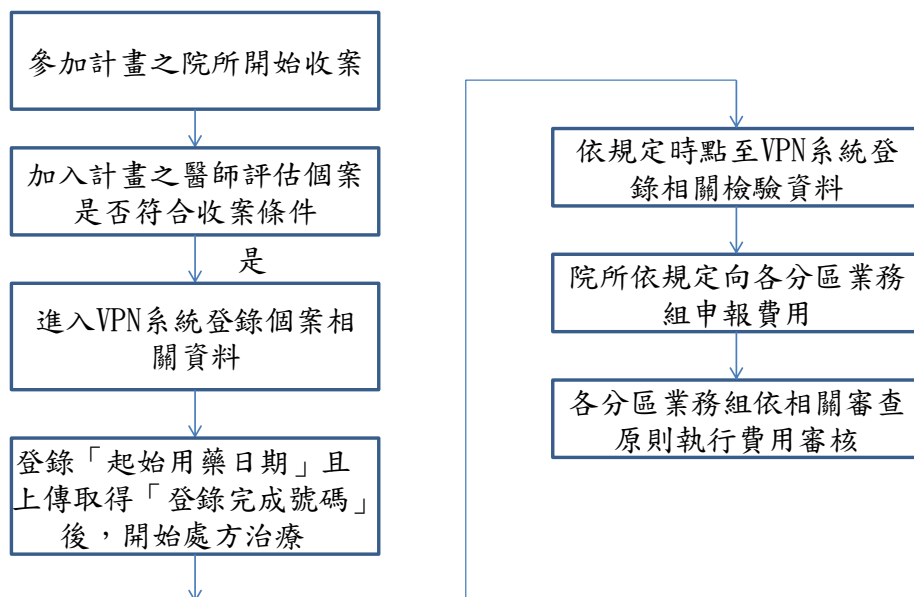 參加計畫之院所開始收案
加入計畫之醫師評估個案
是否符合收案條件
是
進入VPN系統登錄個案相
關資料
登錄「起始用藥日期」且
上傳取得「登錄完成號碼」
後，開始處方治療
依規定時點至VPN系統登
錄相關檢驗資料
院所依規定向各分區業務
組申報費用
各分區業務組依相關審查
原則執行費用審核